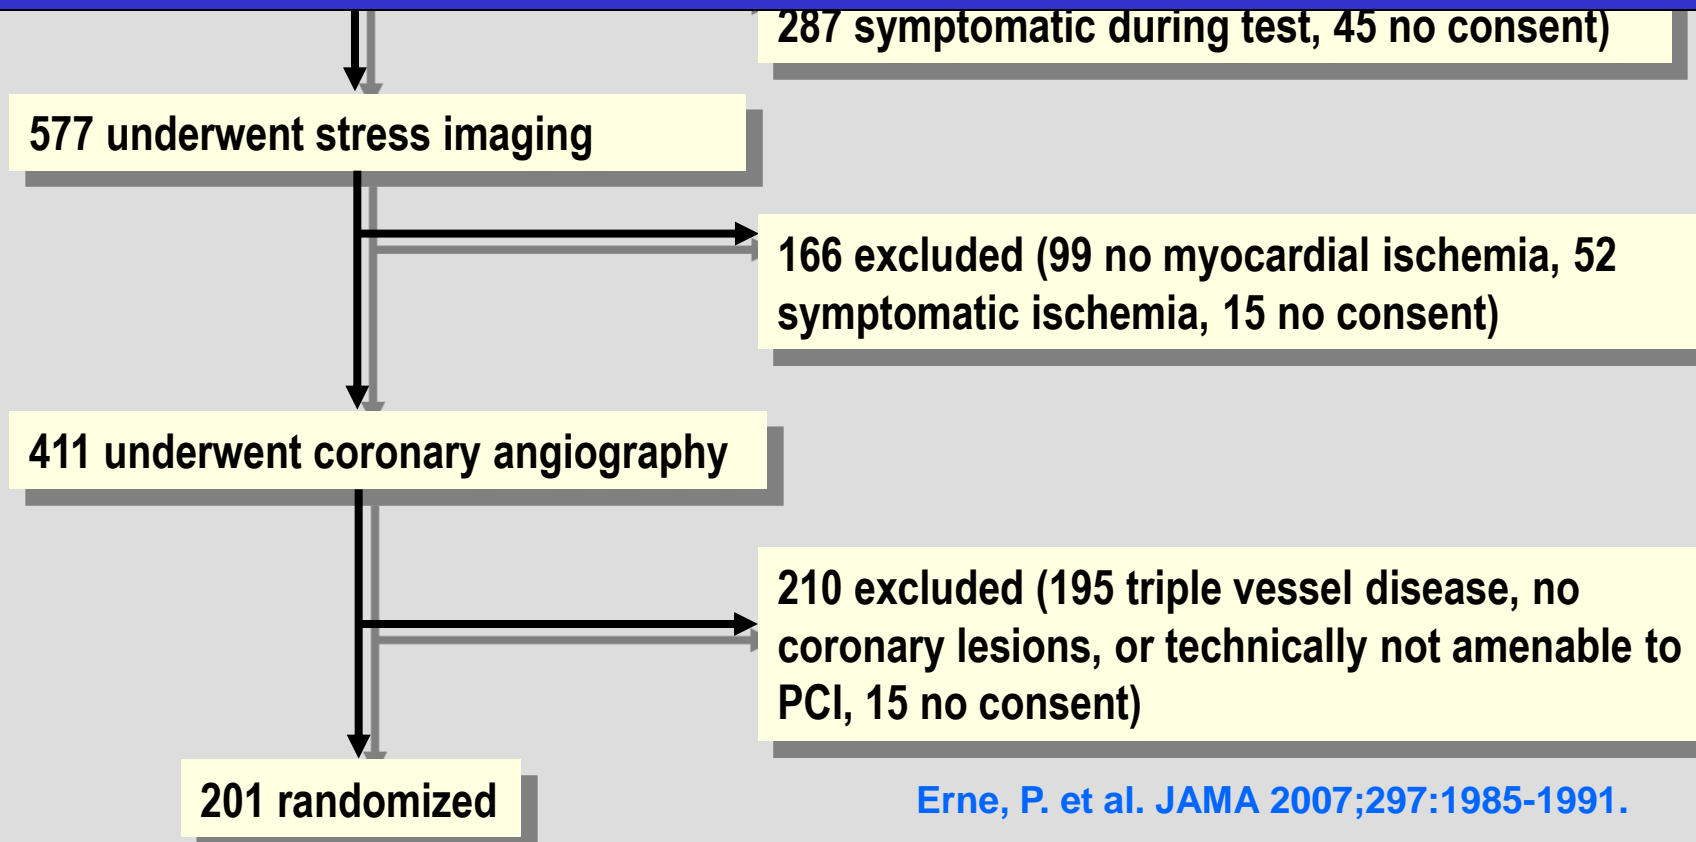 287 symptomatic during test, 45 no consent)
577 underwent stress imaging
166 excluded (99 no myocardial ischemia, 52
symptomatic ischemia, 15 no consent)
411 underwent coronary angiography
210 excluded (195 triple vessel disease, no
coronary lesions, or technically not amenable to
PCI, 15 no consent)
201 randomized
Erne, P. et al. JAMA 2007;297:1985-1991.